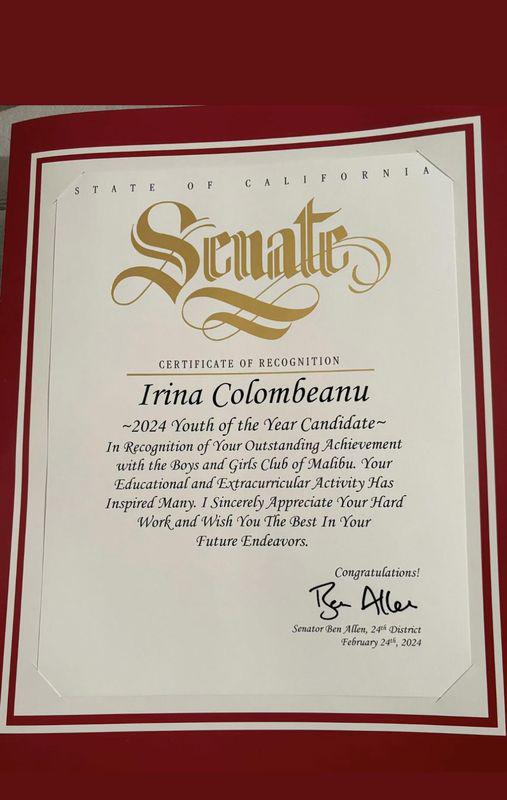 STATE OF CALIFORNIA
Senate
CERTIFICATE OF RECOGNITION
Irina Colombeanu
~2024 Youth of the Year Candidate~
In Recognition of Your Outstanding Achievement
with the Boys and Girls Club of Malibu. Your
Educational and Extracurricular Activity Has
Inspired Many. I Sincerely Appreciate Your Hard
Work and Wish You The Best In Your
Future Endeavors.
Congratulations!
Ben Allen
Senator Ben Allen, 24th District
February 24th, 2024